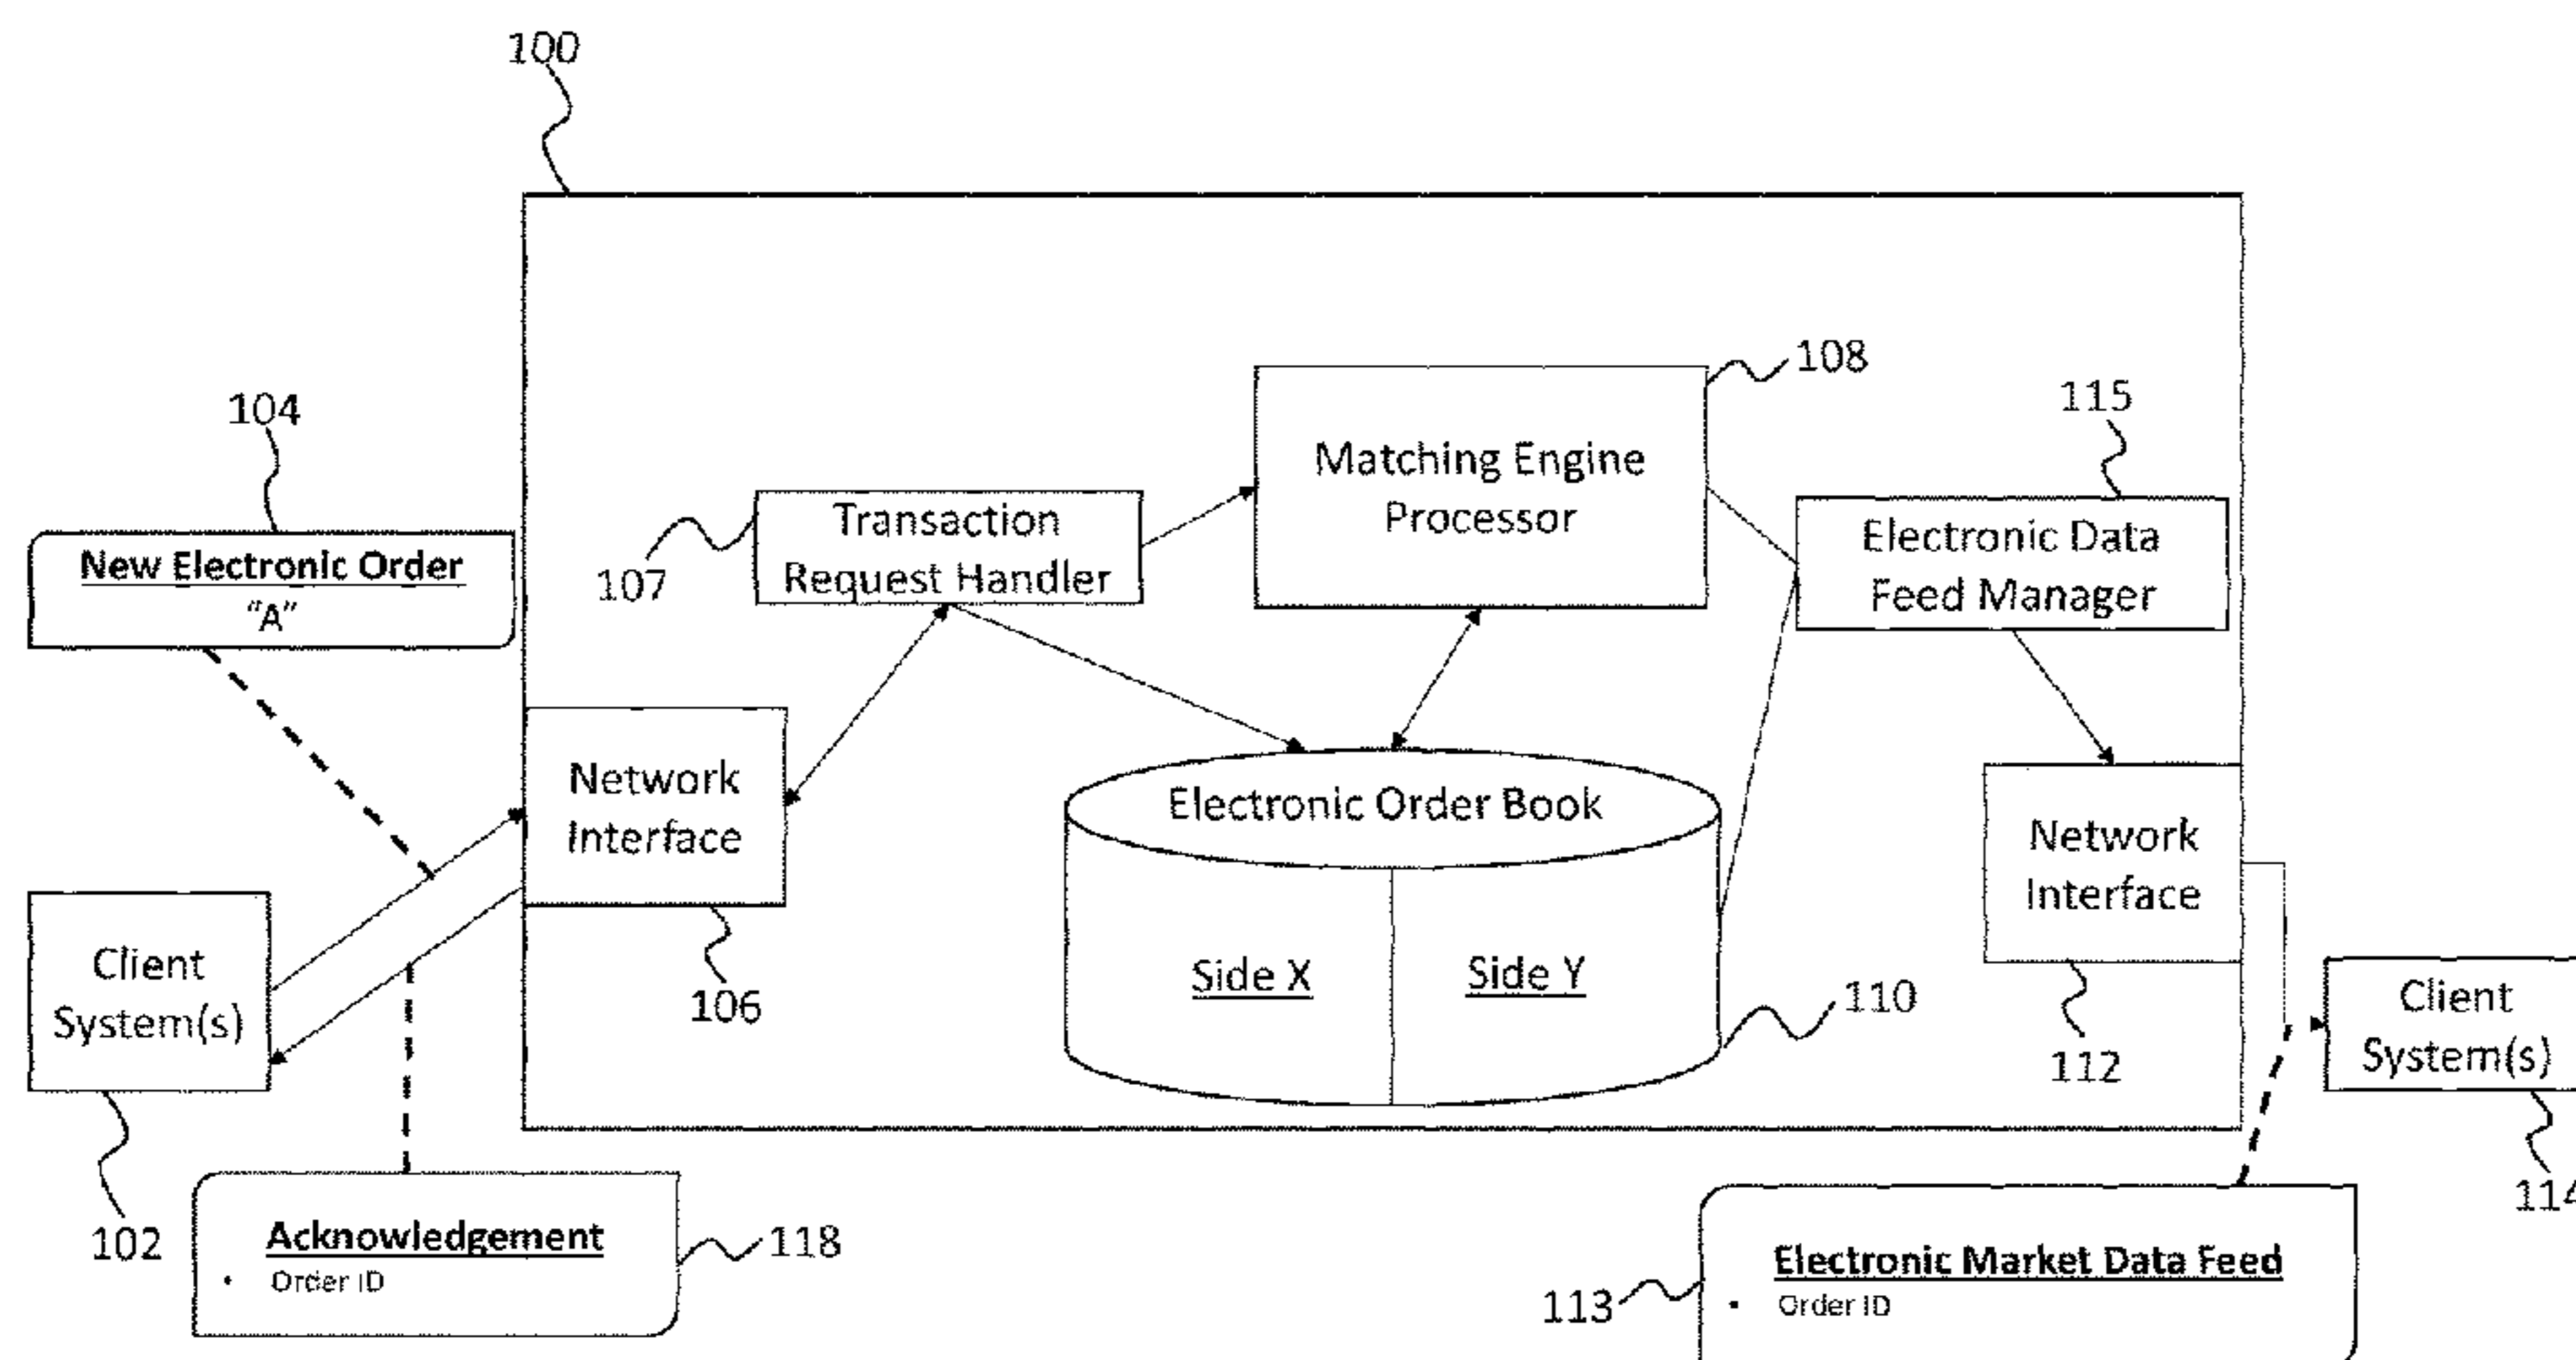 100
108
115
104
Matching Engine
Processor
Transaction
Request Handler
Electronic Data
Feed Manager
107
New Electronic Order
"A"
Network
Interface
Electronic Order Book
Network
Interface
Client
System(s)
Side X
Side Y
106
110
112
Client
System(s)
102
114
Acknowledgement
• Order ID
118
Electronic Market Data Feed
• Order ID
113